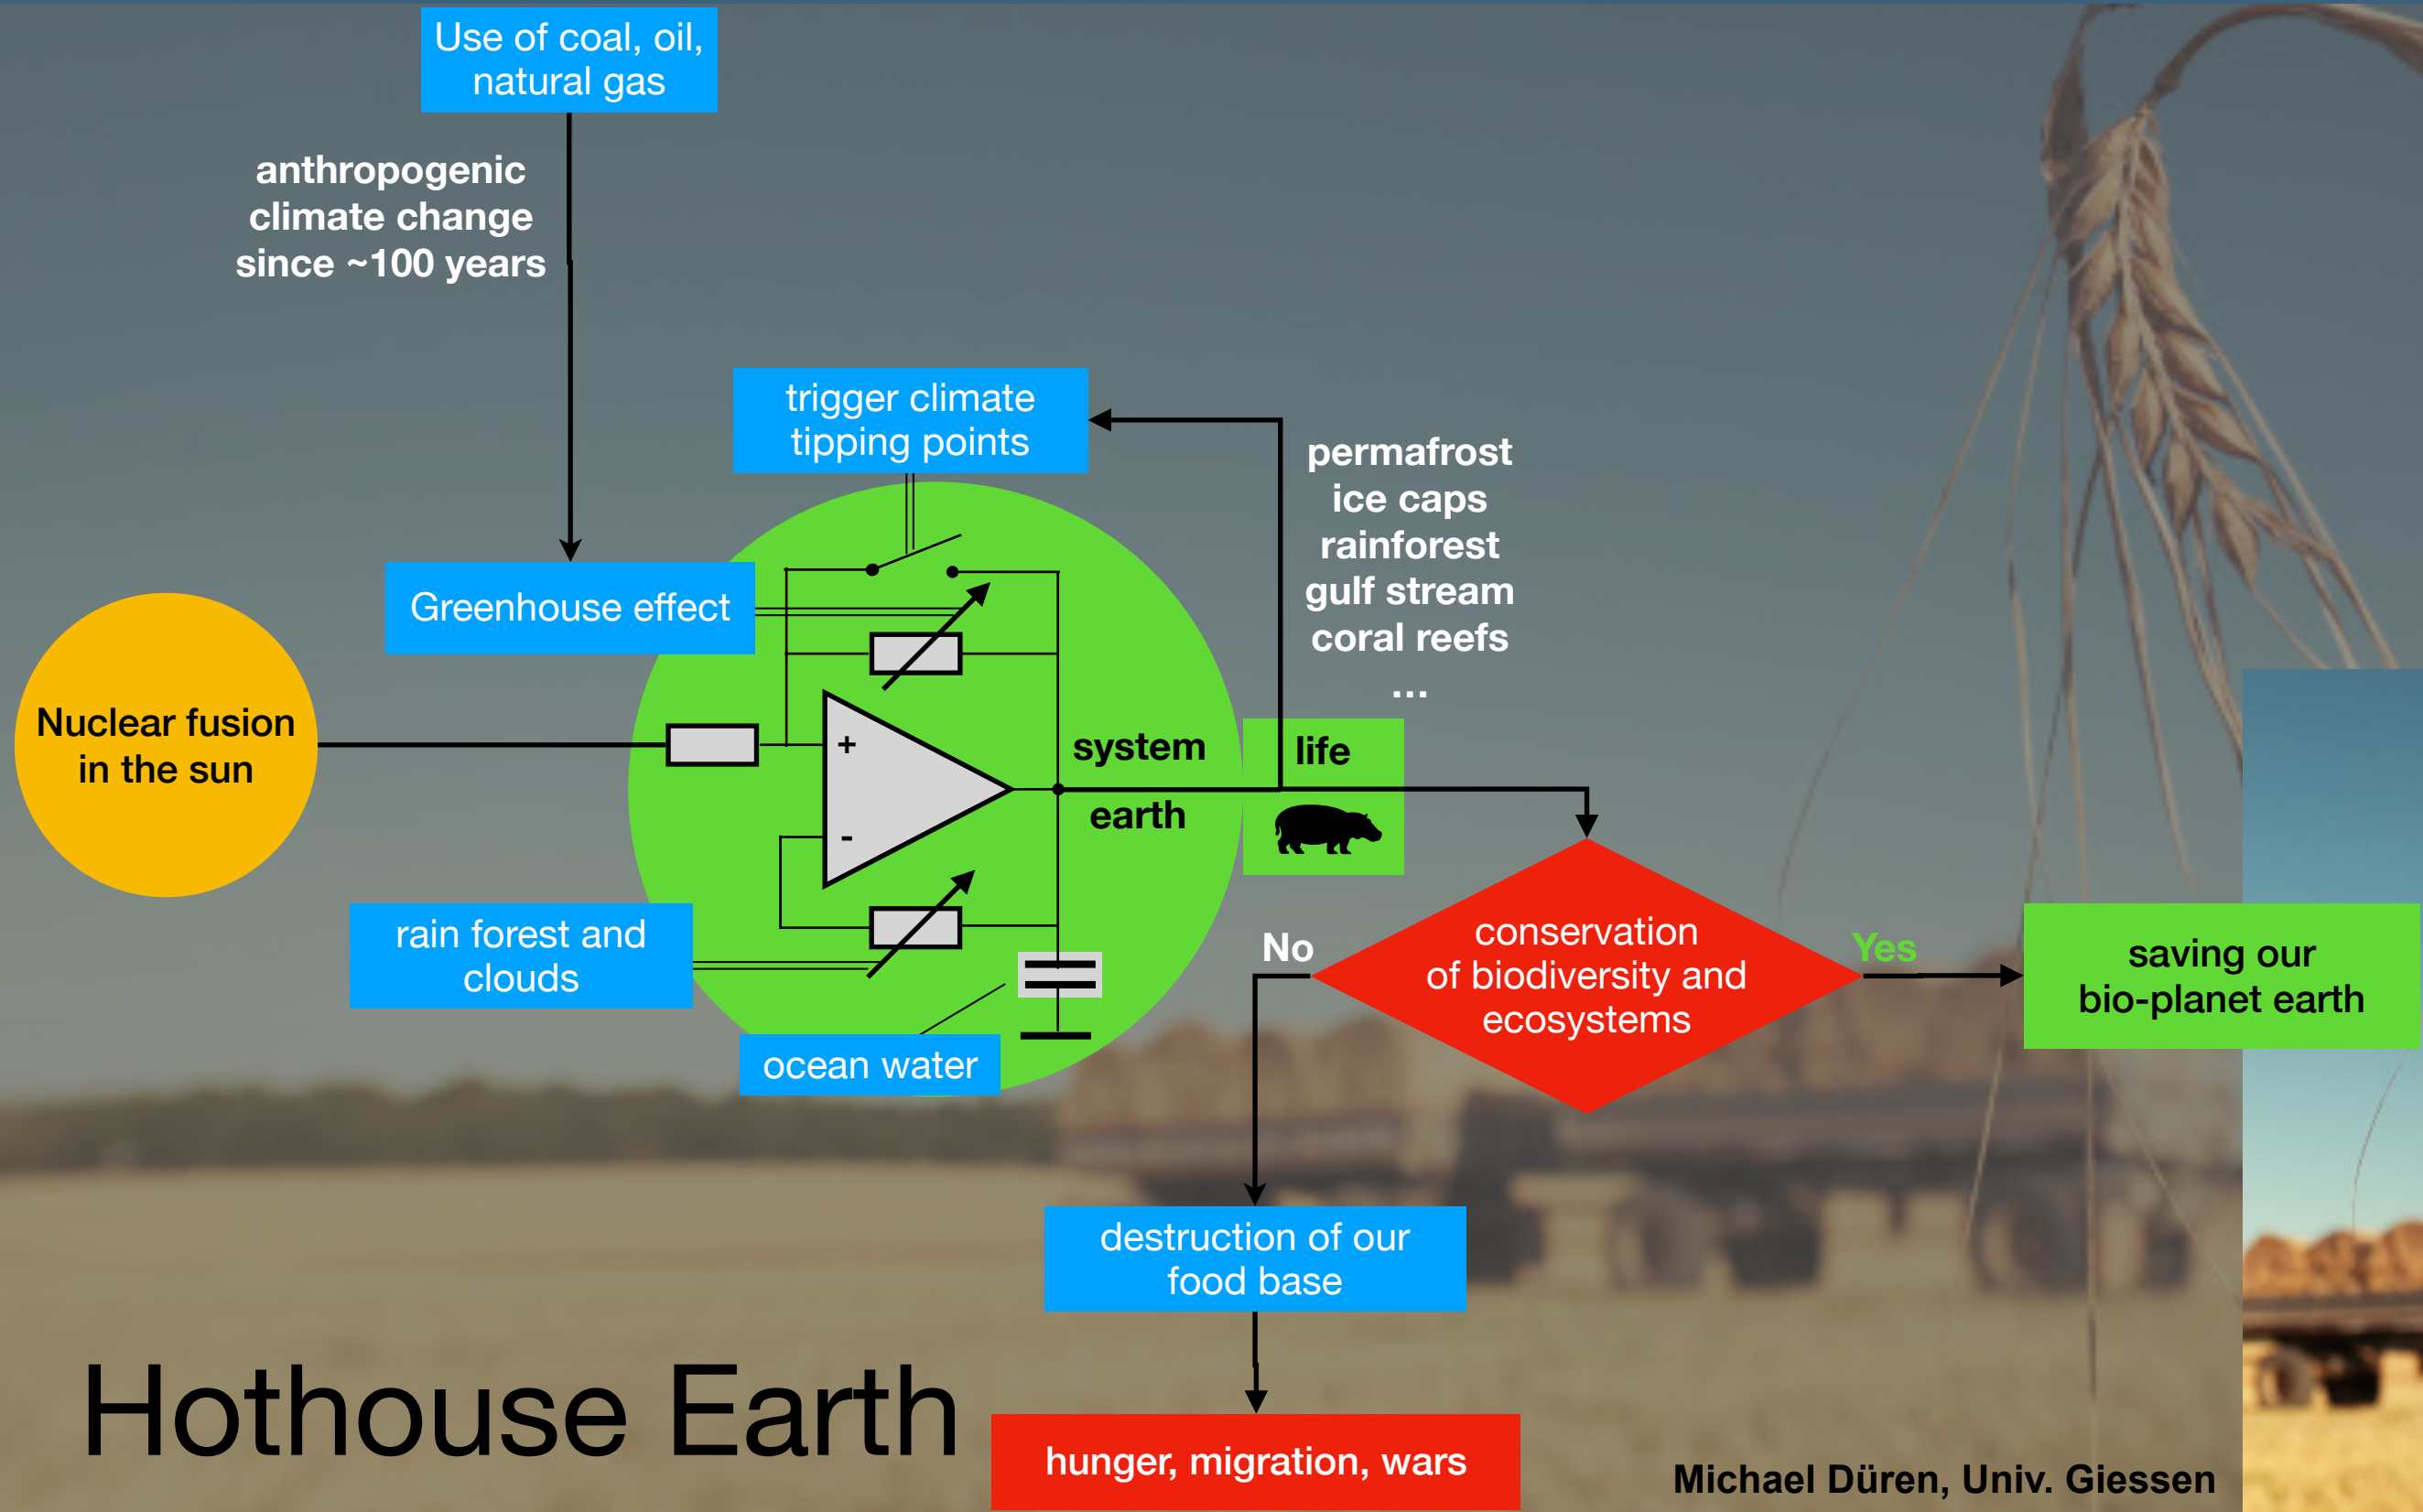 Use of coal, oil,
natural gas
anthropogenic
climate change
since ~100 years
trigger climate
tipping points
permafrost
ice caps
rainforest
gulf stream
coral reefs
...
Greenhouse effect
Nuclear fusion
in the sun
+
-
system
earth
life
rain forest and
clouds
ocean water
No
conservation
of biodiversity and
ecosystems
Yes
saving our
bio-planet earth
destruction of our
food base
hunger, migration, wars
Hothouse Earth
Michael Düren, Univ. Giessen